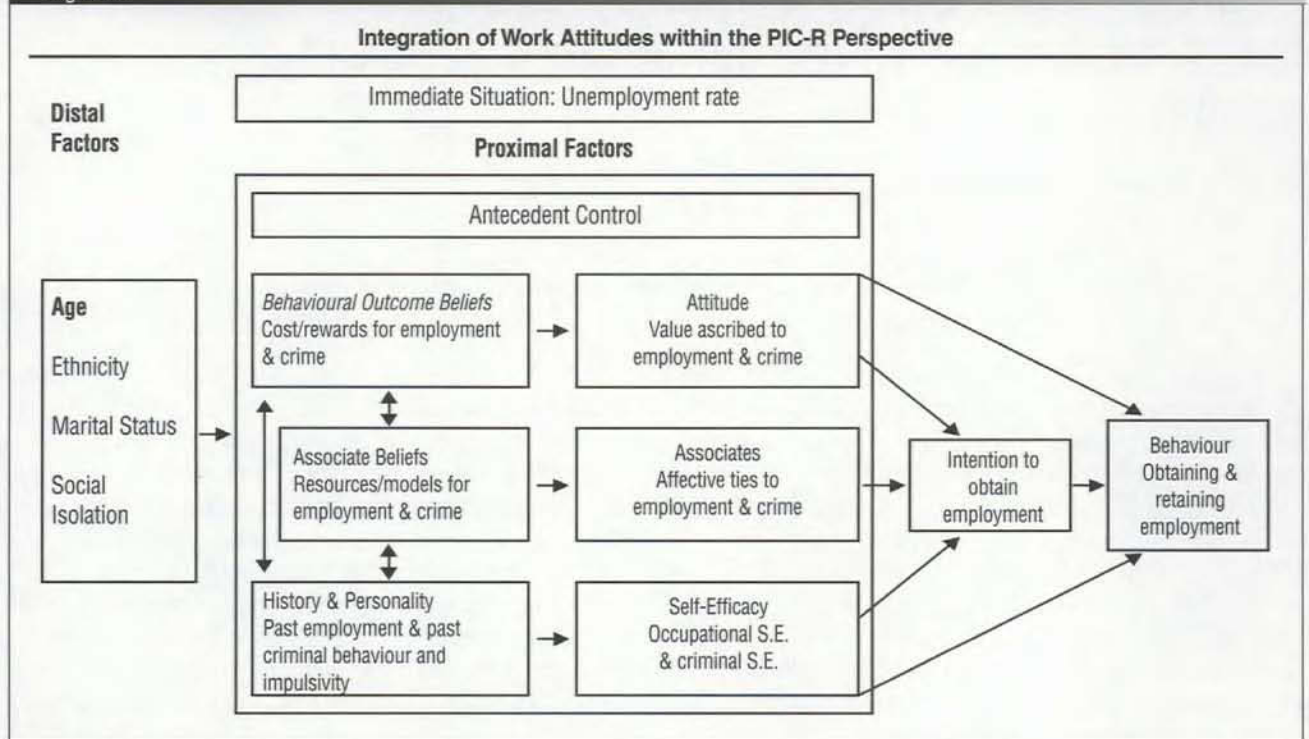 Integration of Work Attitudes within the PIC-R Perspective
Immediate Situation: Unemployment rate
Distal
Factors
Proximal Factors
Antecedent Control
Age
Ethnicity
Marital Status
Social
Isolation
Behavioural Outcome Beliefs
Cost/rewards for employment
& crime
Attitude
Value ascribed to
employment & crime
Associate Beliefs
Resources/models for
employment & crime
Associates
Affective ties to
employment & crime
History & Personality
Past employment & past
criminal behaviour and
impulsivity
Self-Efficacy
Occupational S.E.
& criminal S.E.
Intention to
obtain
employment
Behaviour
Obtaining &
retaining
employment